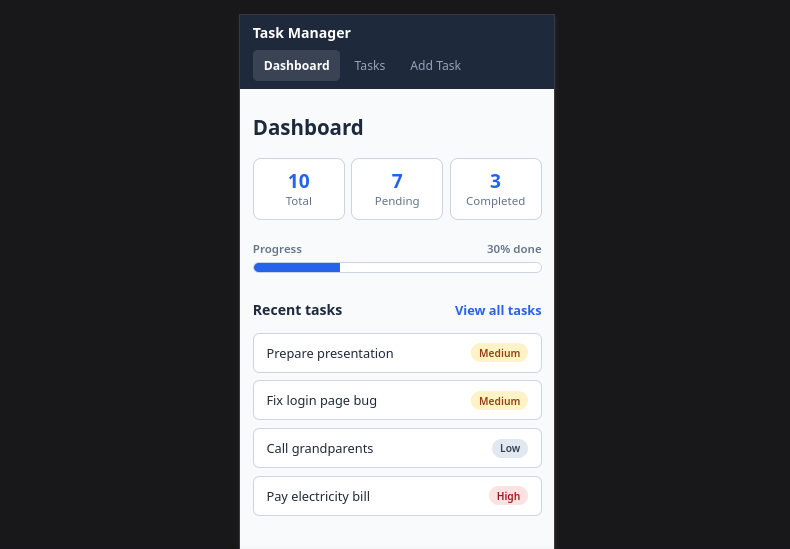 Task Manager
Dashboard Tasks Add Task
Dashboard
10 7 3
Total Pending Completed
Progress 30% done
Recent tasks View all tasks
Prepare presentation Medium
Fix login page bug Medium
Call grandparents Low
Pay electricity bill High